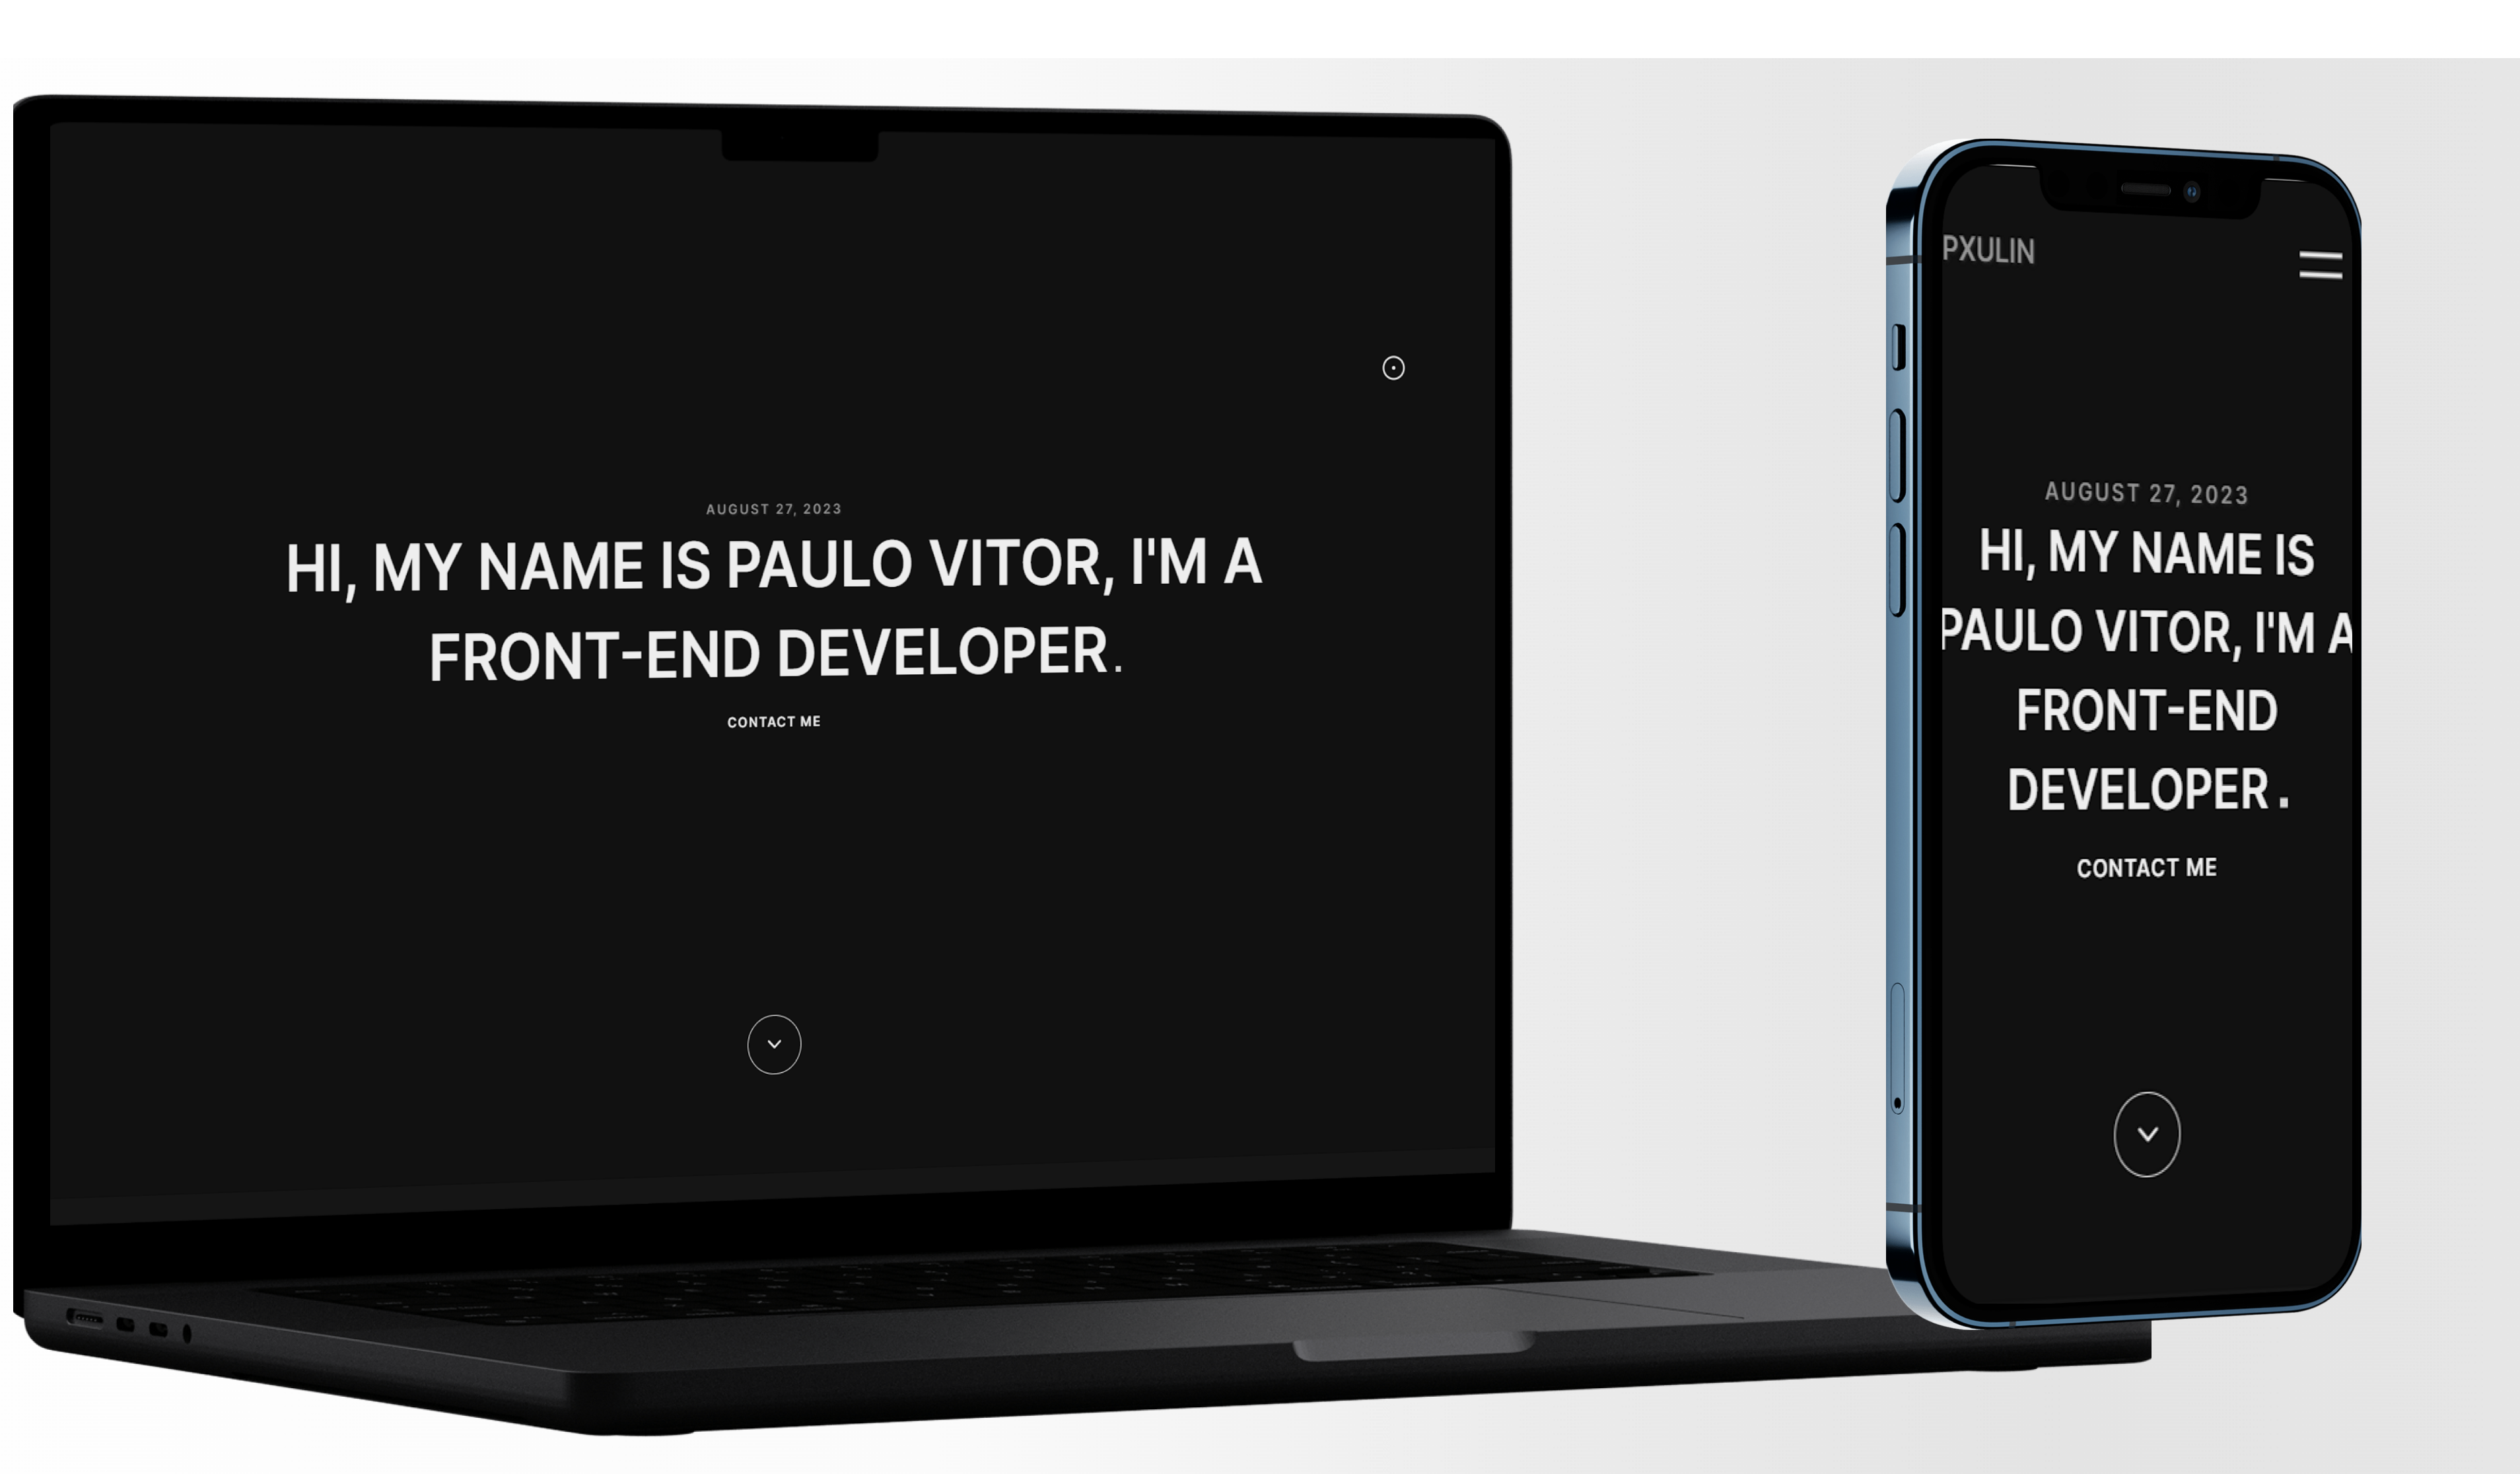 AUGUST 27, 2023
HI, MY NAME IS PAULO VITOR, I'M A
FRONT-END DEVELOPER.
CONTACT ME
PXULIN
AUGUST 27, 2023
HI, MY NAME IS
PAULO VITOR, I'M A
FRONT-END
DEVELOPER.
CONTACT ME